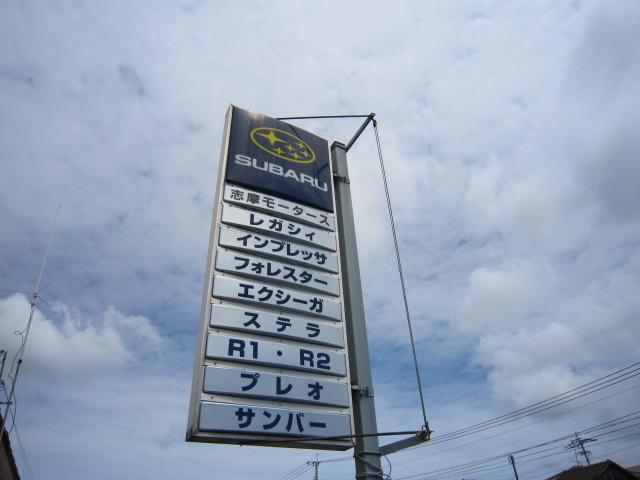 SUBARU
志摩モータース
レガシィ
インプレッサ
フォレスター
エクシーガ
ステラ
R1・R2
プレオ
サンバー